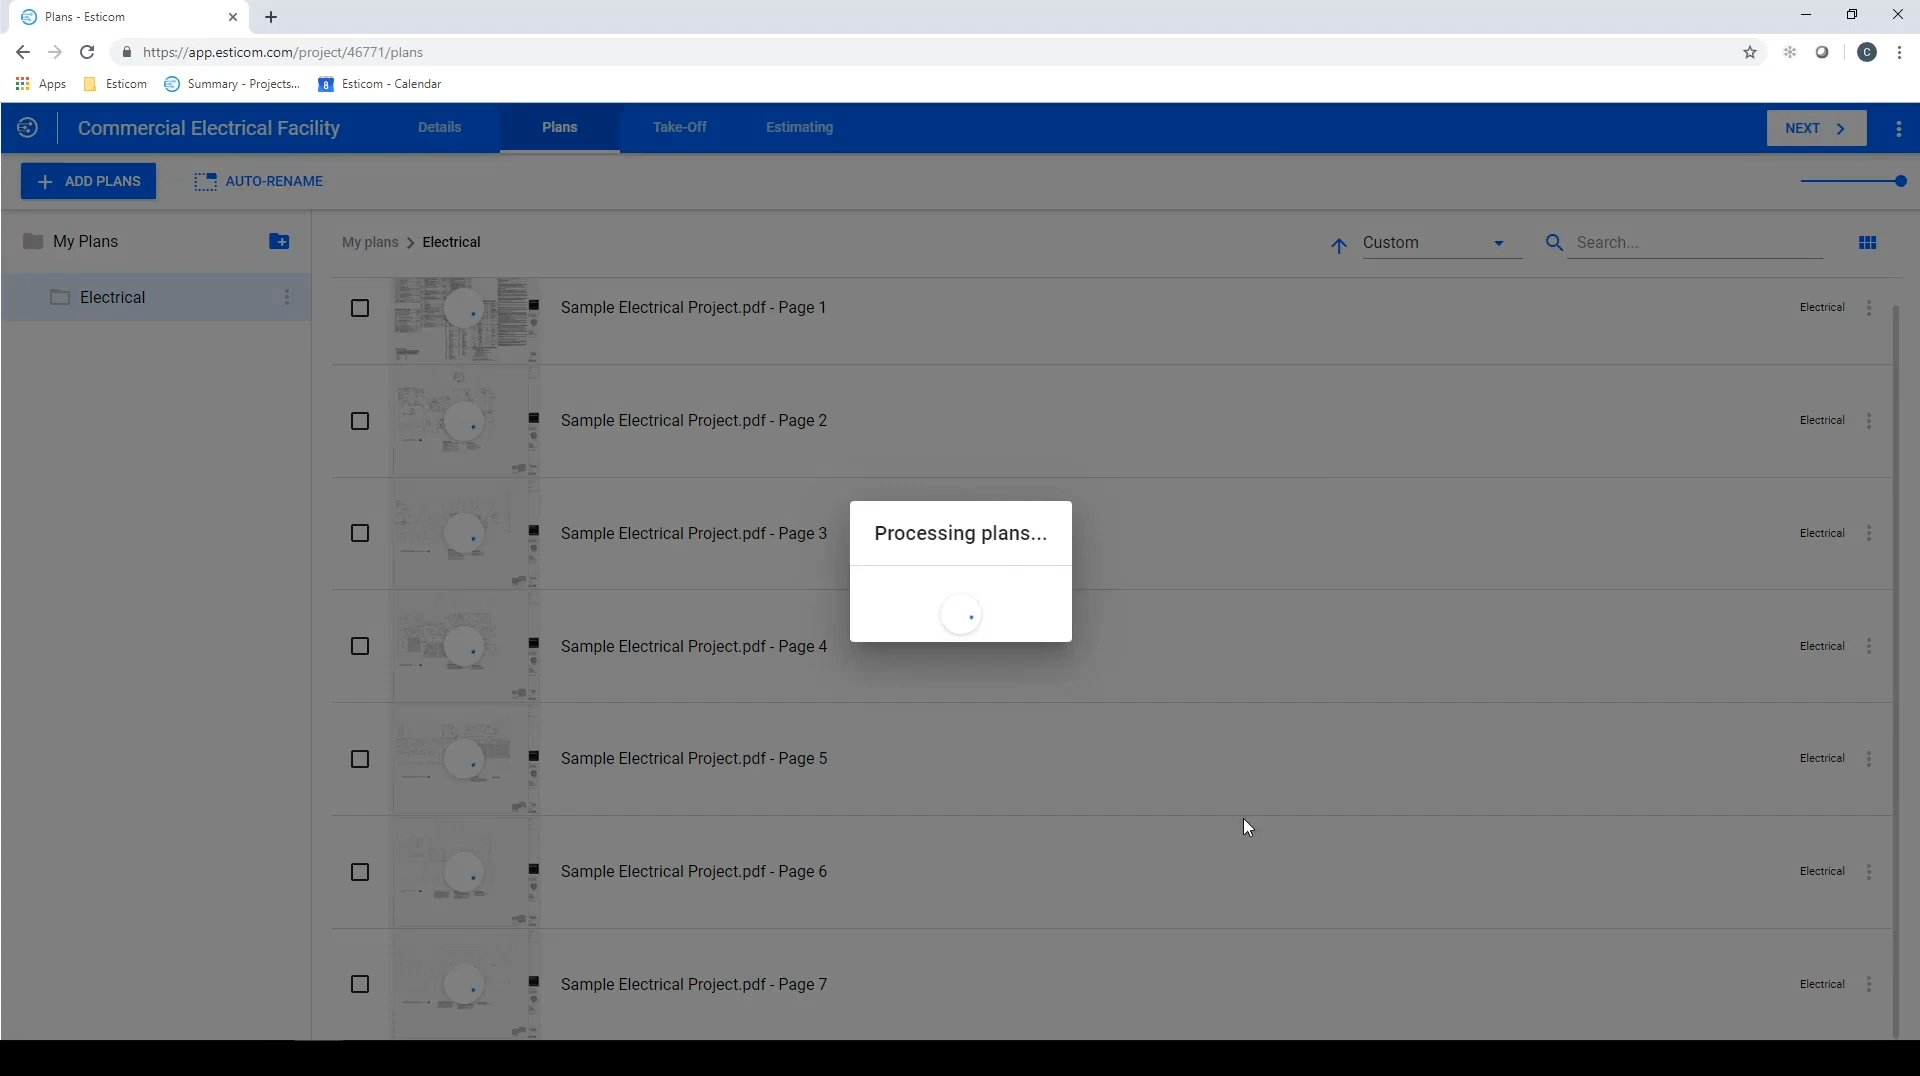 Plans - Esticom
https://app.esticom.com/project/46771/plans
C
Apps
Esticom
Summary - Projects...
8
Esticom - Calendar
Commercial Electrical Facility
Details
Plans
Take-Off
Estimating
NEXT
ADD PLANS
AUTO-RENAME
My Plans
My plans > Electrical
Custom
Search...
Electrical
Sample Electrical Project.pdf - Page 1
Electrical
Sample Electrical Project.pdf - Page 2
Electrical
Sample Electrical Project.pdf - Page 3
Electrical
Processing plans...
Sample Electrical Project.pdf - Page 4
Electrical
Sample Electrical Project.pdf - Page 5
Electrical
Sample Electrical Project.pdf - Page 6
Electrical
Sample Electrical Project.pdf - Page 7
Electrical